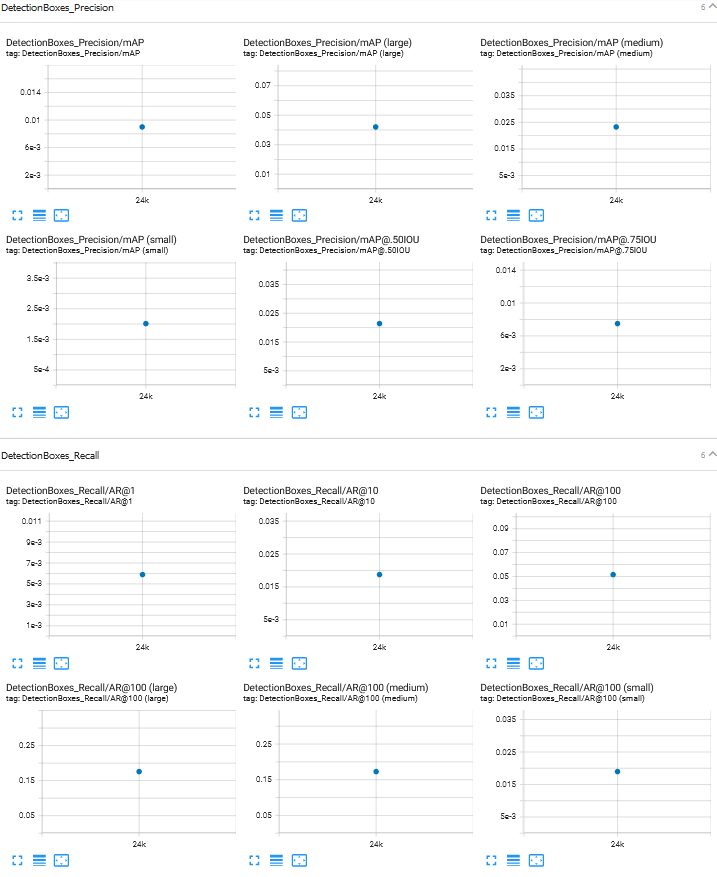 DetectionBoxes_Precision 6
DetectionBoxes_Precision/mAP
tag: DetectionBoxes_Precision/mAP
0.014
0.01
6e-3
2e-3
24k
DetectionBoxes_Precision/mAP (large)
tag: DetectionBoxes_Precision/mAP (large)
0.07
0.05
0.03
0.01
24k
DetectionBoxes_Precision/mAP (medium)
tag: DetectionBoxes_Precision/mAP (medium)
0.035
0.025
0.015
5e-3
24k
DetectionBoxes_Precision/mAP (small)
tag: DetectionBoxes_Precision/mAP (small)
3.5e-3
2.5e-3
1.5e-3
5e-4
24k
DetectionBoxes_Precision/mAP@.50IOU
tag: DetectionBoxes_Precision/mAP@.50IOU
0.035
0.025
0.015
5e-3
24k
DetectionBoxes_Precision/mAP@.75IOU
tag: DetectionBoxes_Precision/mAP@.75IOU
0.014
0.01
6e-3
2e-3
24k
DetectionBoxes_Recall 6
DetectionBoxes_Recall/AR@1
tag: DetectionBoxes_Recall/AR@1
0.011
9e-3
7e-3
5e-3
3e-3
1e-3
24k
DetectionBoxes_Recall/AR@10
tag: DetectionBoxes_Recall/AR@10
0.035
0.025
0.015
5e-3
24k
DetectionBoxes_Recall/AR@100
tag: DetectionBoxes_Recall/AR@100
0.09
0.07
0.05
0.03
0.01
24k
DetectionBoxes_Recall/AR@100 (large)
tag: DetectionBoxes_Recall/AR@100 (large)
0.25
0.15
0.05
24k
DetectionBoxes_Recall/AR@100 (medium)
tag: DetectionBoxes_Recall/AR@100 (medium)
0.25
0.15
0.05
24k
DetectionBoxes_Recall/AR@100 (small)
tag: DetectionBoxes_Recall/AR@100 (small)
0.035
0.025
0.015
5e-3
24k